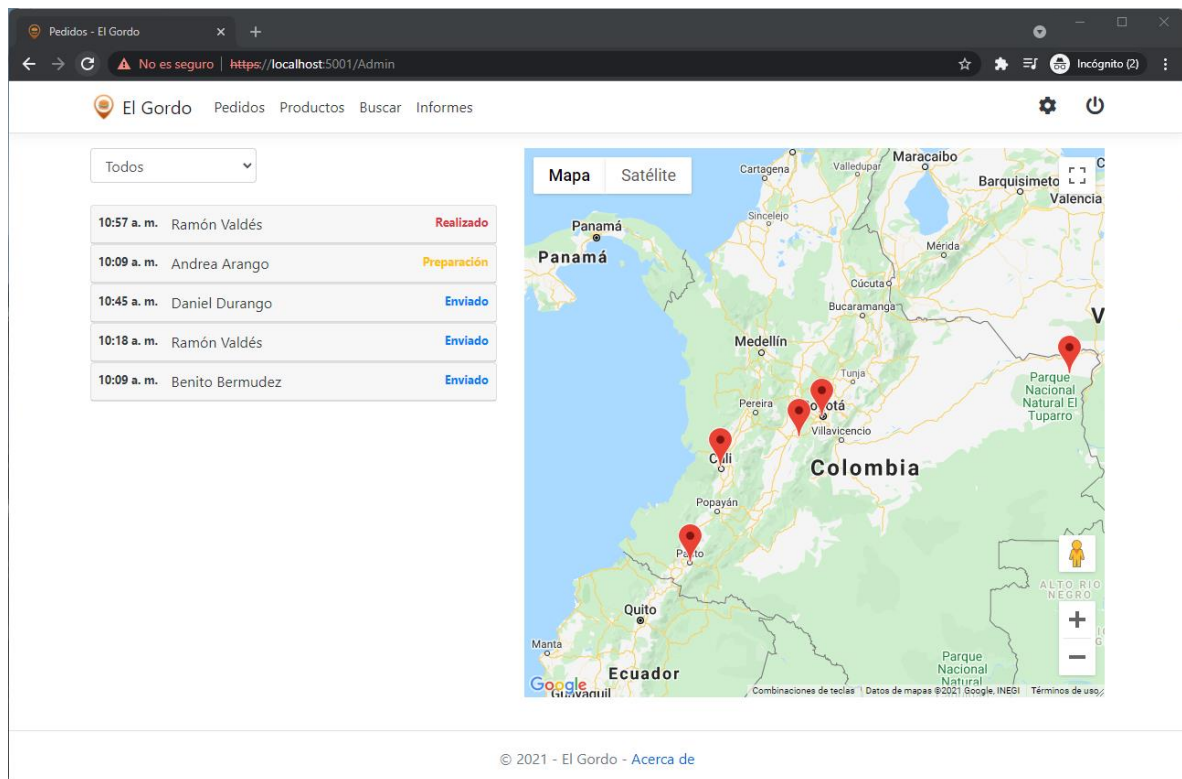 Pedidos - El Gordo
No es seguro | https://localhost:5001/Admin
Incógnito (2)
El Gordo Pedidos Productos Buscar Informes
Todos
10:57 a. m. Ramón Valdés Realizado
10:09 a. m. Andrea Arango Preparación
10:45 a. m. Daniel Durango Enviado
10:18 a. m. Ramón Valdés Enviado
10:09 a. m. Benito Bermudez Enviado
Mapa Satélite
Cartagena
Valledupar
Maracaibo
Barquisimeto
Valencia
Sincelejo
Panamá
Panamá
Mérida
Cúcuta
Bucaramanga
V
Medellín
Tunja
Parque
Nacional
Natural El
Tuparro
Pereira
Villavicencio
Cali
Colombia
Popayán
Pasto
ALTO RIO
NEGRO
Quito
Manta
Ecuador
Parque
Nacional
Natural
Google
Guayaquil
Combinaciones de teclas
Datos de mapas ©2021 Google, INEGI
Términos de uso
© 2021 - El Gordo - Acerca de